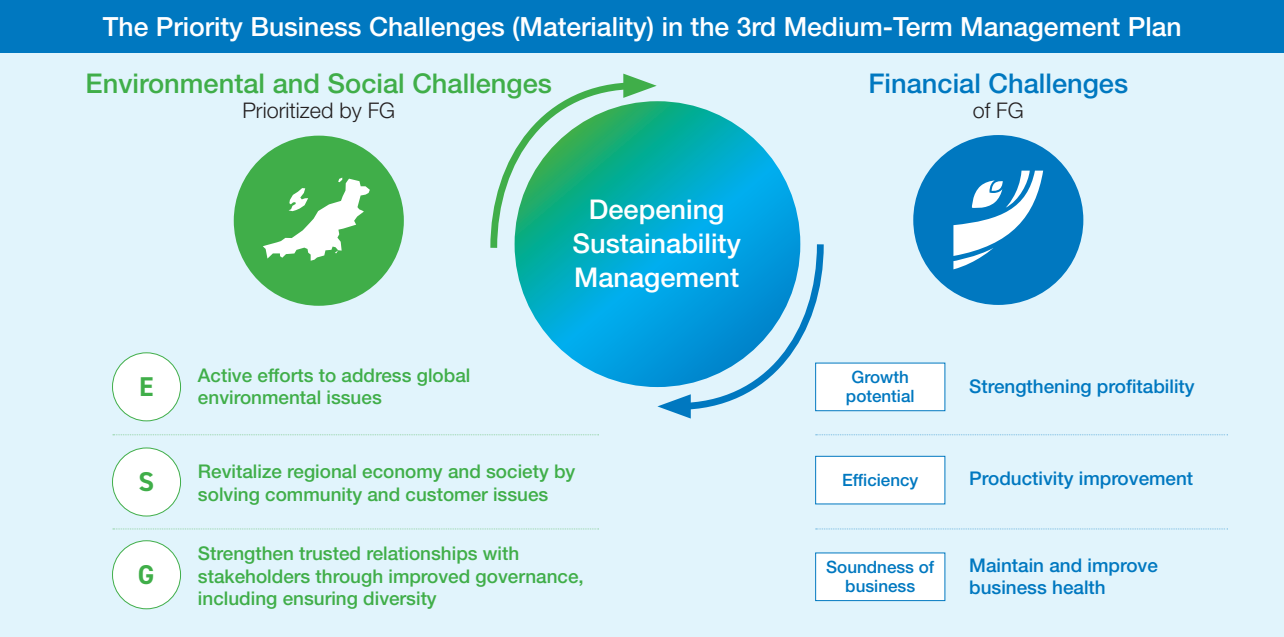 The Priority Business Challenges (Materiality) in the 3rd Medium-Term Management Plan
Environmental and Social Challenges
Prioritized by FG
Deepening
Sustainability
Management
Financial Challenges
of FG
E
Active efforts to address global
environmental issues
S
Revitalize regional economy and society by
solving community and customer issues
G
Strengthen trusted relationships with
stakeholders through improved governance,
including ensuring diversity
Growth
potential
Strengthening profitability
Efficiency
Productivity improvement
Soundness of
business
Maintain and improve
business health